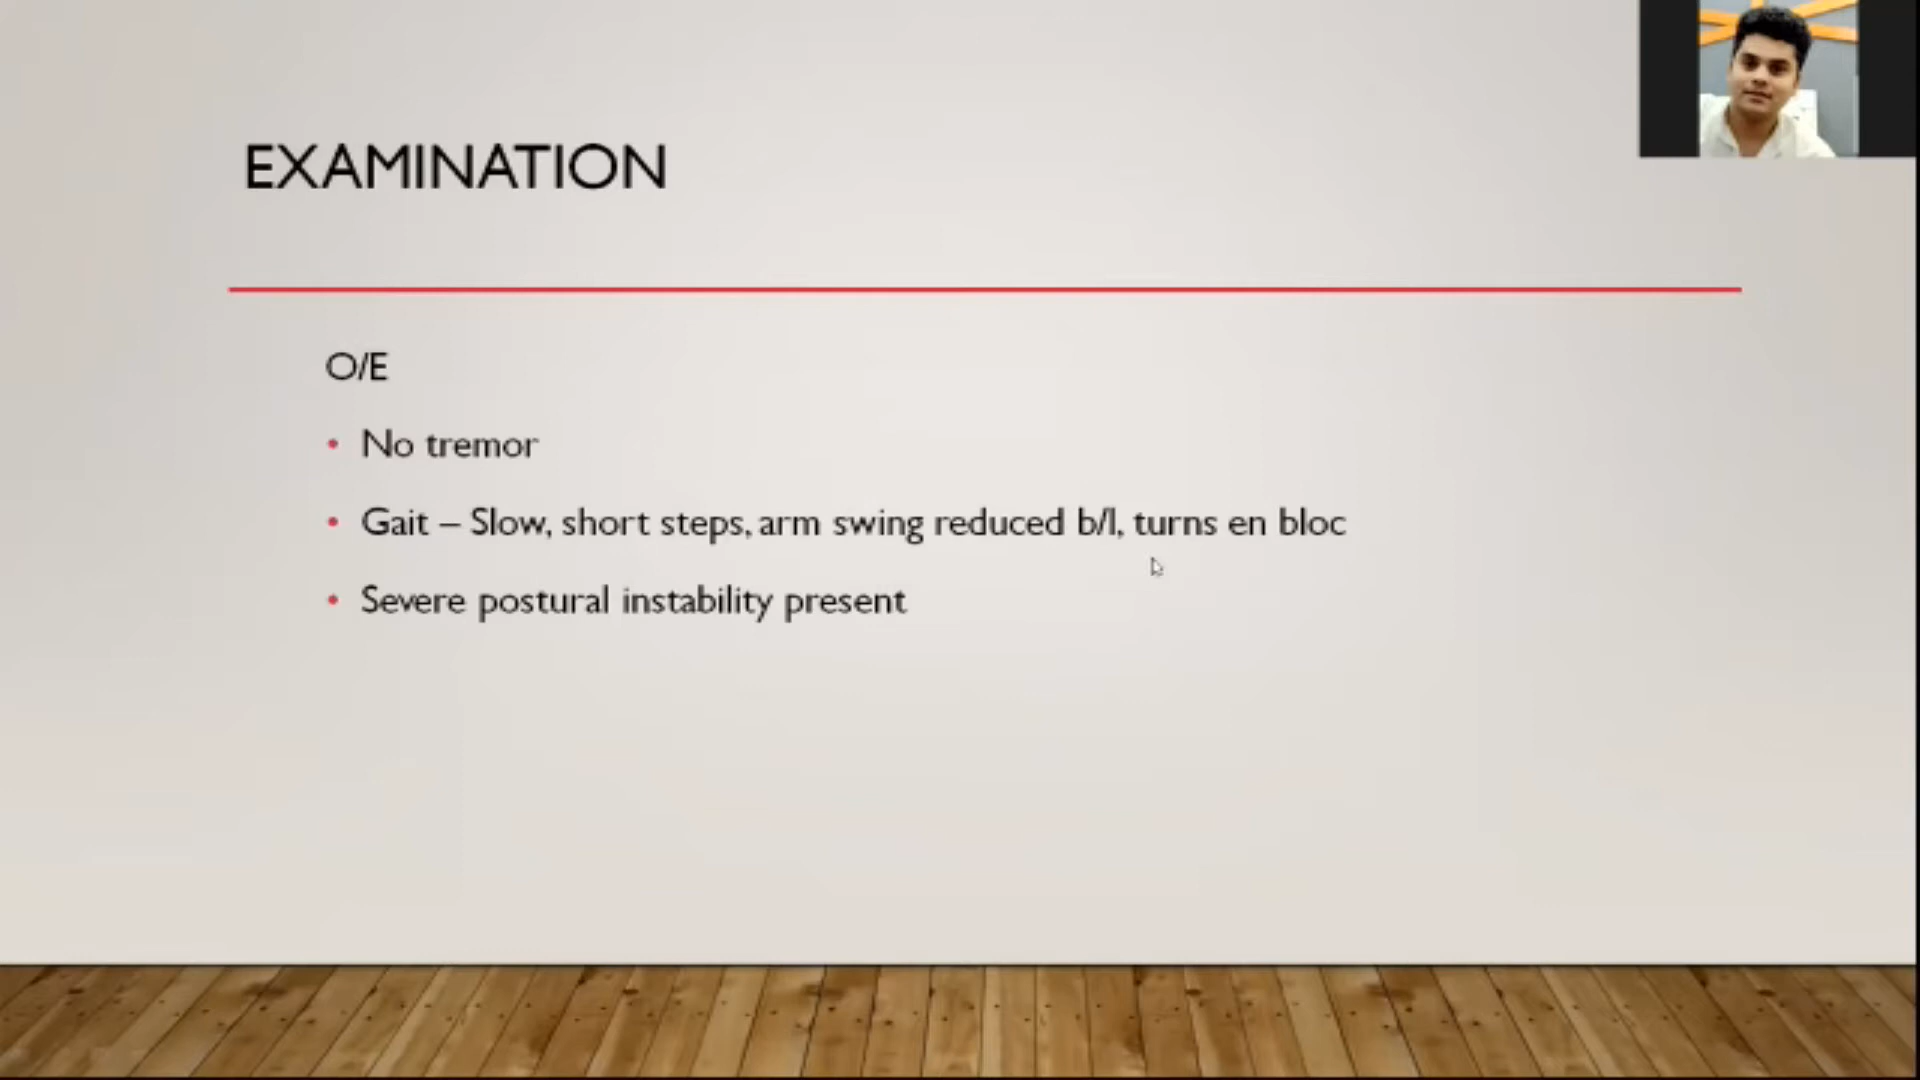 EXAMINATION
O/E
• No tremor
• Gait – Slow, short steps, arm swing reduced b/l, turns en bloc
• Severe postural instability present